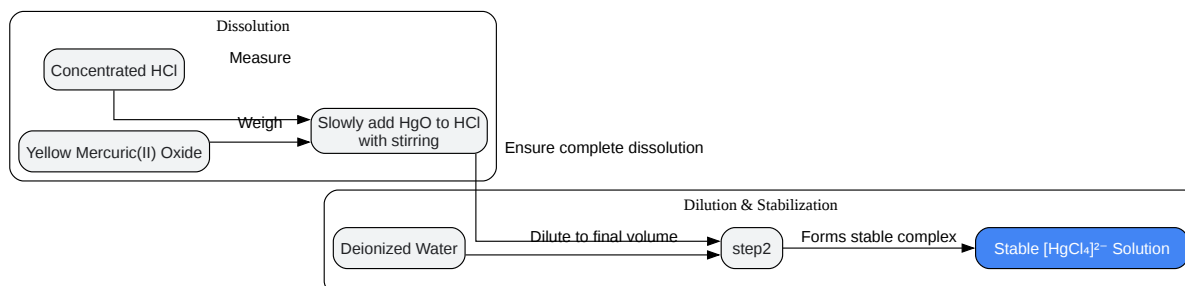 Dissolution
Measure
Concentrated HCl
Weigh
Slowly add HgO to HCl
with stirring
Yellow Mercuric(II) Oxide
Ensure complete dissolution
Dilution & Stabilization
Deionized Water
Dilute to final volume
step2
Forms stable complex
Stable [HgCl₄]²⁻ Solution